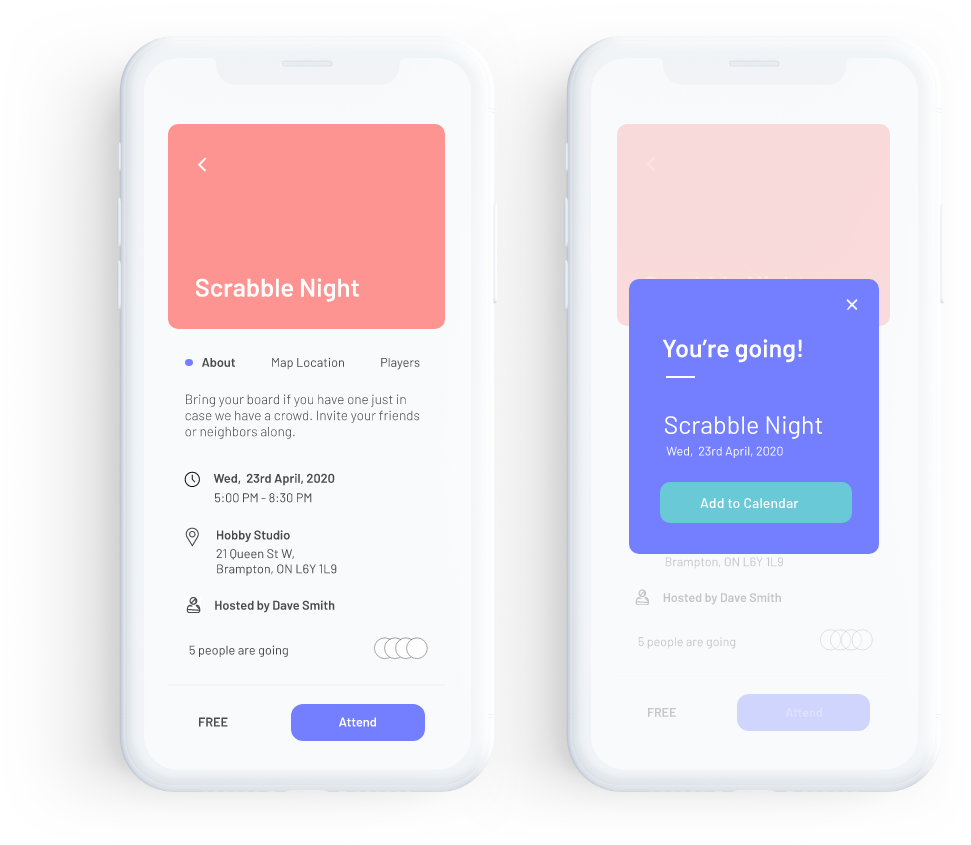 Scrabble Night
About Map Location Players
Bring your board if you have one just in
case we have a crowd. Invite your friends
or neighbors along.
Wed, 23rd April, 2020
5:00 PM - 8:30 PM
Hobby Studio
21 Queen St W,
Brampton, ON L6Y 1L9
Hosted by Dave Smith
5 people are going
FREE Attend
You're going!
Scrabble Night
Wed, 23rd April, 2020
Add to Calendar
Brampton, ON L6Y 1L9
Hosted by Dave Smith
5 people are going
FREE Attend